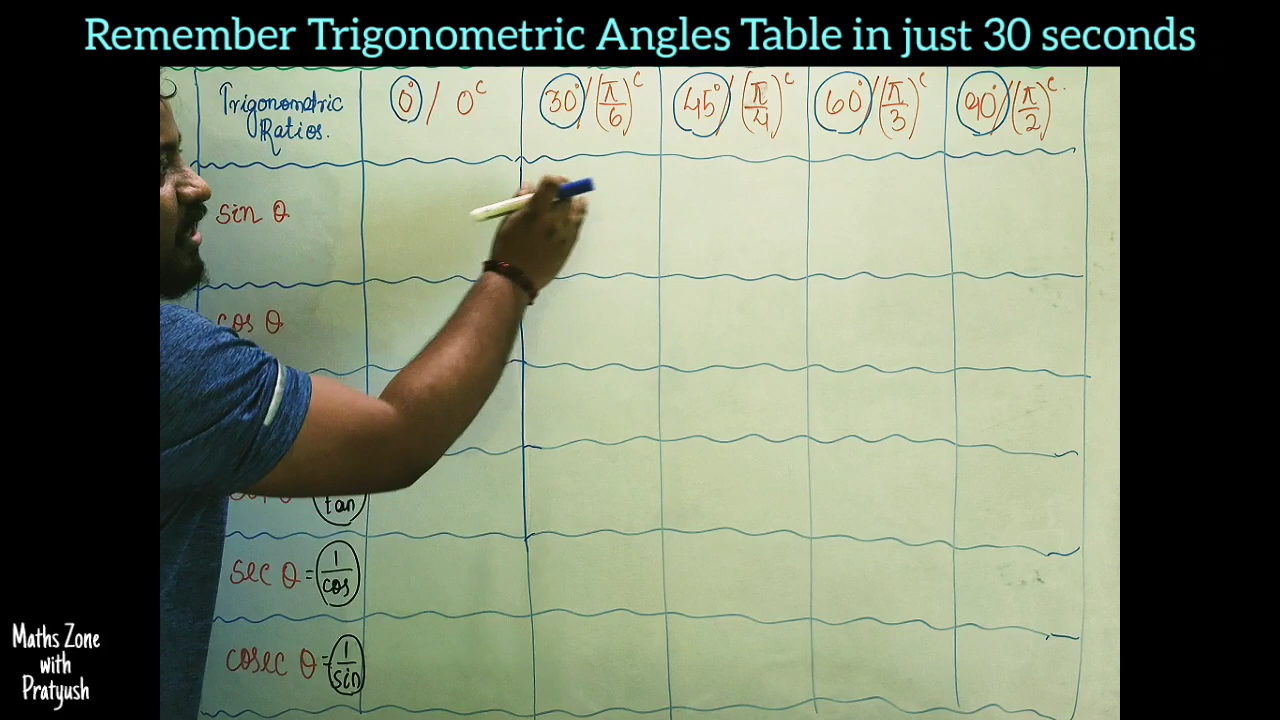 Remember Trigonometric Angles Table in just 30 seconds
Trigonometric Ratios.
0° / 0ᶜ
30°/(π/6)ᶜ
45°/(π/4)ᶜ
60°/(π/3)ᶜ
90°/(π/2)ᶜ.
sin θ
cos θ
tan
sec θ = 1/cos
cosec θ = 1/sin
Maths Zone
with
Pratyush